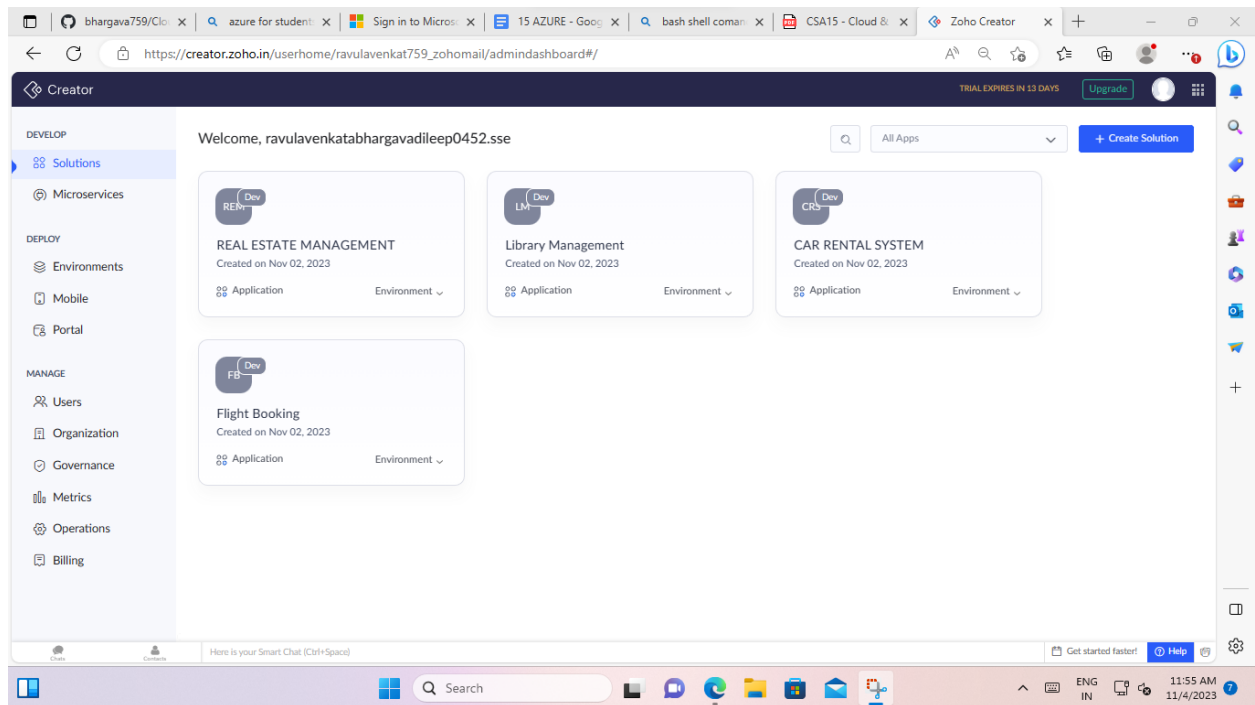 bhargava759/Clou
azure for student
Sign in to Micros
15 AZURE - Goog
bash shell coman
CSA15 - Cloud &
Zoho Creator
https://creator.zoho.in/userhome/ravulavenkat759_zohomail/admindashboard#/
Creator
TRIAL EXPIRES IN 13 DAYS
Upgrade
DEVELOP
Solutions
Microservices
DEPLOY
Environments
Mobile
Portal
MANAGE
Users
Organization
Governance
Metrics
Operations
Billing
Welcome, ravulavenkatabhargavadileep0452.sse
All Apps
+ Create Solution
REM
Dev
REAL ESTATE MANAGEMENT
Created on Nov 02, 2023
Application
Environment
LM
Dev
Library Management
Created on Nov 02, 2023
Application
Environment
CRS
Dev
CAR RENTAL SYSTEM
Created on Nov 02, 2023
Application
Environment
FB
Dev
Flight Booking
Created on Nov 02, 2023
Application
Environment
Chats
Contacts
Here is your Smart Chat (Ctrl+Space)
Get started faster!
Help
Search
ENG
IN
11:55 AM
11/4/2023
7